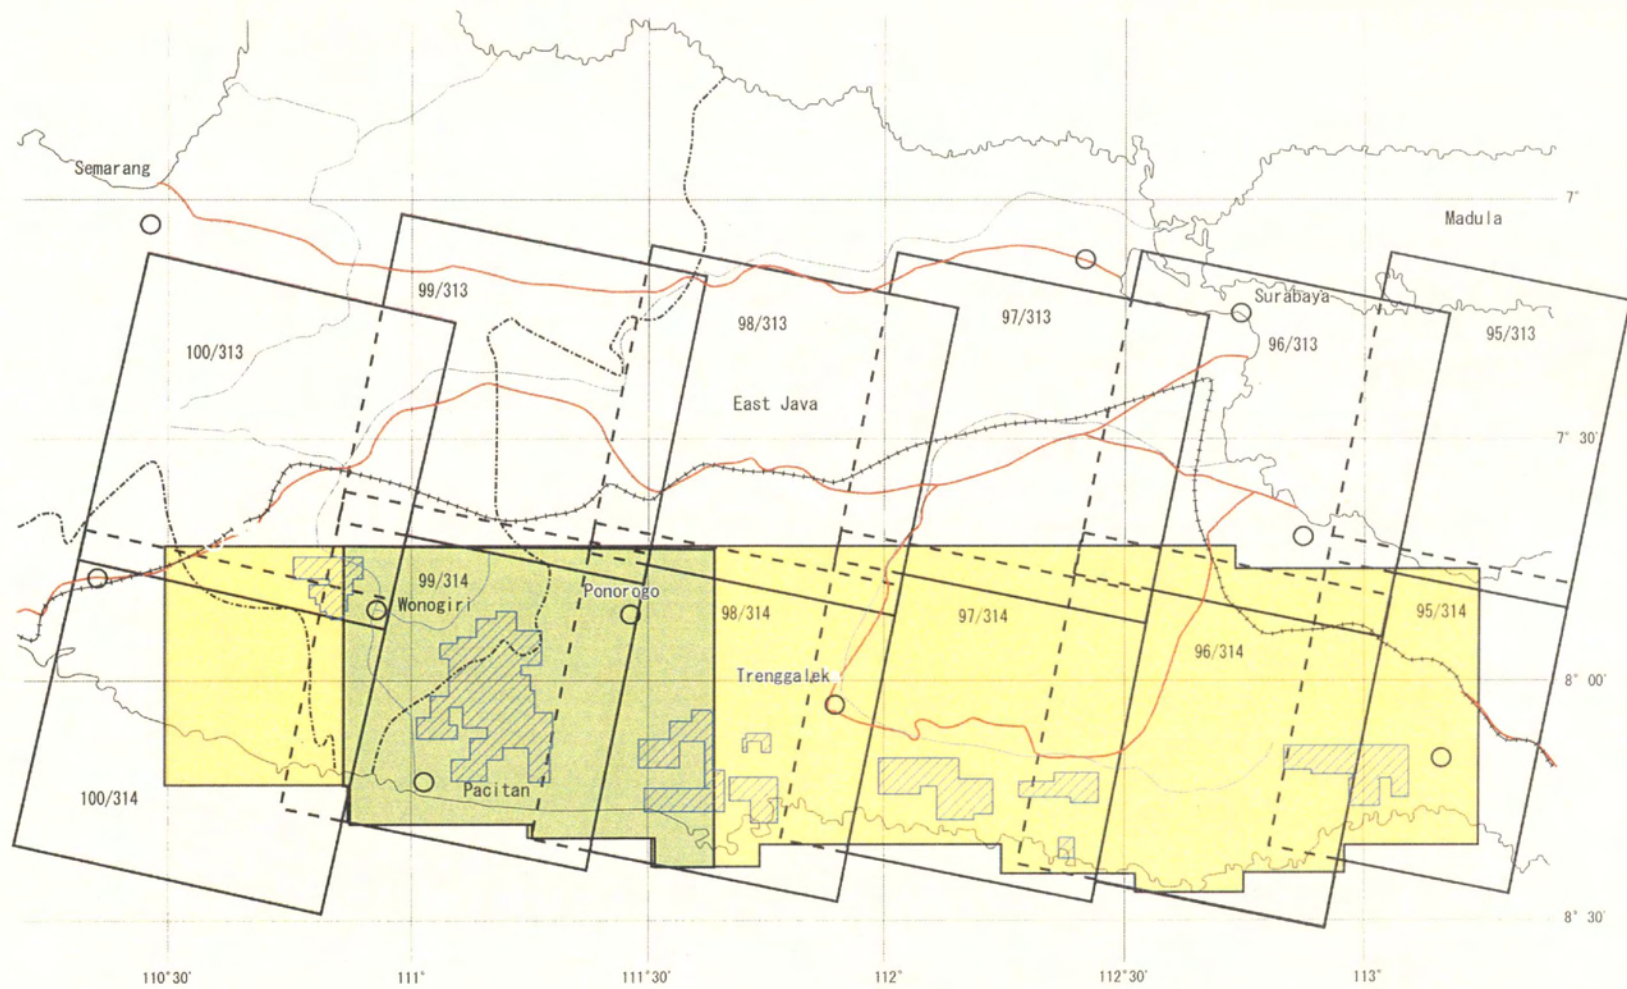 Semarang
7°
Madula
99/313
Surabaya
98/313
97/313
96/313
95/313
100/313
East Java
7° 30'
99/314
Ponorogo
Wonogiri
98/314
97/314
95/314
96/314
Trenggalek
8° 00'
Pacitan
100/314
8° 30'
110°30'
111°
111°30'
112°
112°30'
113°